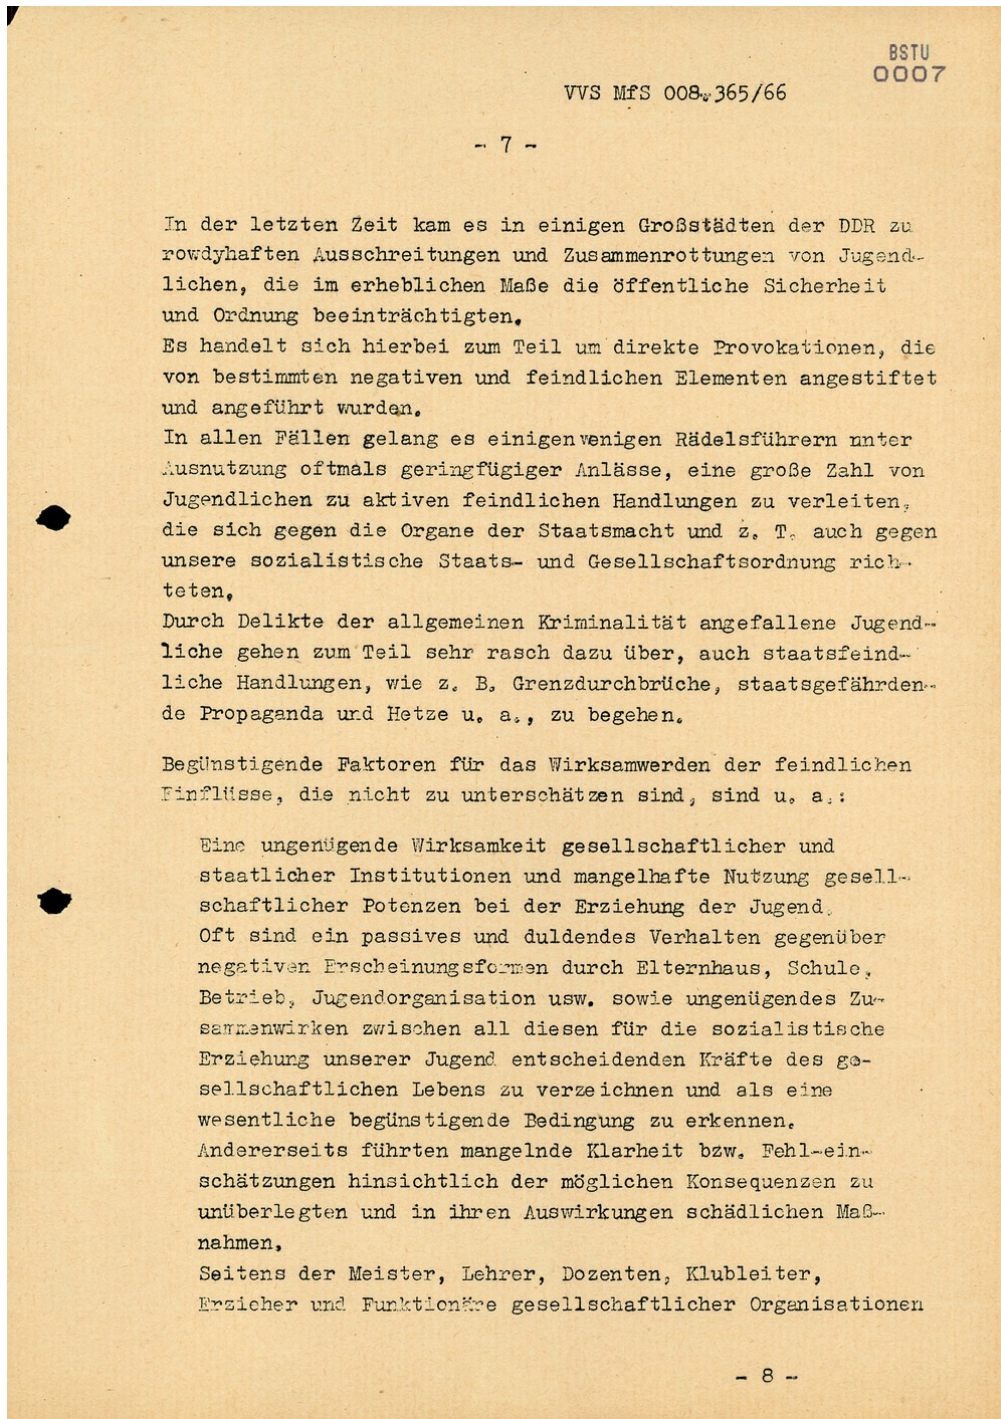 BSTU
0007
VVS MfS 008-365/66
- 7 -
In der letzten Zeit kam es in einigen Großstädten der DDR zu
rowdyhaften Ausschreitungen und Zusammenrottungen von Jugend-
lichen, die im erheblichen Maße die öffentliche Sicherheit
und Ordnung beeinträchtigten.
Es handelt sich hierbei zum Teil um direkte Provokationen, die
von bestimmten negativen und feindlichen Elementen angestiftet
und angeführt wurden.
In allen Fällen gelang es einigen wenigen Rädelsführern unter
Ausnutzung oftmals geringfügiger Anlässe, eine große Zahl von
Jugendlichen zu aktiven feindlichen Handlungen zu verleiten,
die sich gegen die Organe der Staatsmacht und z. T. auch gegen
unsere sozialistische Staats- und Gesellschaftsordnung rich-
teten.
Durch Delikte der allgemeinen Kriminalität angefallene Jugend-
liche gehen zum Teil sehr rasch dazu über, auch staatsfeind-
liche Handlungen, wie z. B. Grenzdurchbrüche, staatsgefährden-
de Propaganda und Hetze u. a., zu begehen.
Begünstigende Faktoren für das Wirksamwerden der feindlichen
Einflüsse, die nicht zu unterschätzen sind, sind u. a.:
Eine ungenügende Wirksamkeit gesellschaftlicher und
staatlicher Institutionen und mangelhafte Nutzung gesell-
schaftlicher Potenzen bei der Erziehung der Jugend.
Oft sind ein passives und duldendes Verhalten gegenüber
negativen Erscheinungsformen durch Elternhaus, Schule,
Betrieb, Jugendorganisation usw. sowie ungenügendes Zu-
sammenwirken zwischen all diesen für die sozialistische
Erziehung unserer Jugend entscheidenden Kräfte des ge-
sellschaftlichen Lebens zu verzeichnen und als eine
wesentliche begünstigende Bedingung zu erkennen.
Andererseits führten mangelnde Klarheit bzw. Fehl-ein-
schätzungen hinsichtlich der möglichen Konsequenzen zu
unüberlegten und in ihren Auswirkungen schädlichen Maß-
nahmen.
Seitens der Meister, Lehrer, Dozenten, Klubleiter,
Erzieher und Funktionäre gesellschaftlicher Organisationen
- 8 -